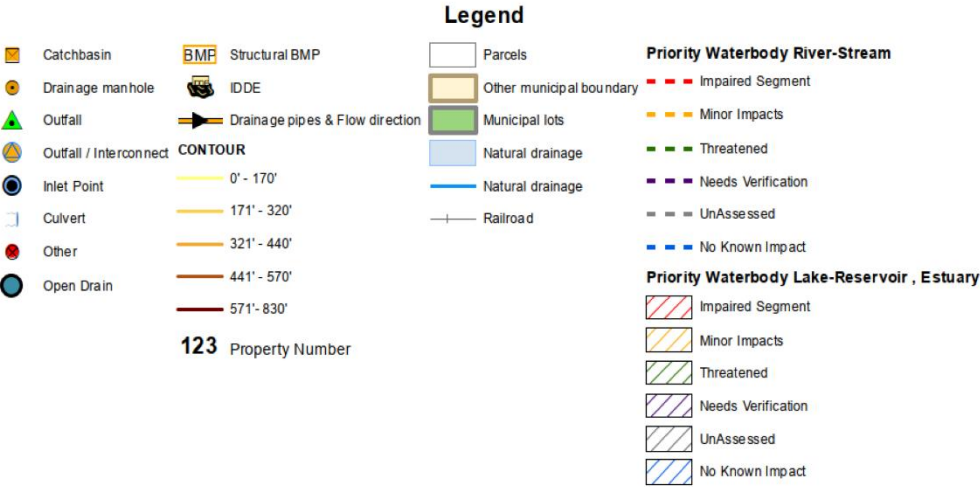 Legend
Catchbasin
Drainage manhole
Outfall
Outfall / Interconnect
Inlet Point
Culvert
Other
Open Drain
BMP Structural BMP
IDDE
Drainage pipes & Flow direction
CONTOUR
0' - 170'
171' - 320'
321' - 440'
441' - 570'
571' - 830'
123 Property Number
Parcels
Other municipal boundary
Municipal lots
Natural drainage
Natural drainage
Railroad
Priority Waterbody River-Stream
Impaired Segment
Minor Impacts
Threatened
Needs Verification
UnAssessed
No Known Impact
Priority Waterbody Lake-Reservoir , Estuary
Impaired Segment
Minor Impacts
Threatened
Needs Verification
UnAssessed
No Known Impact